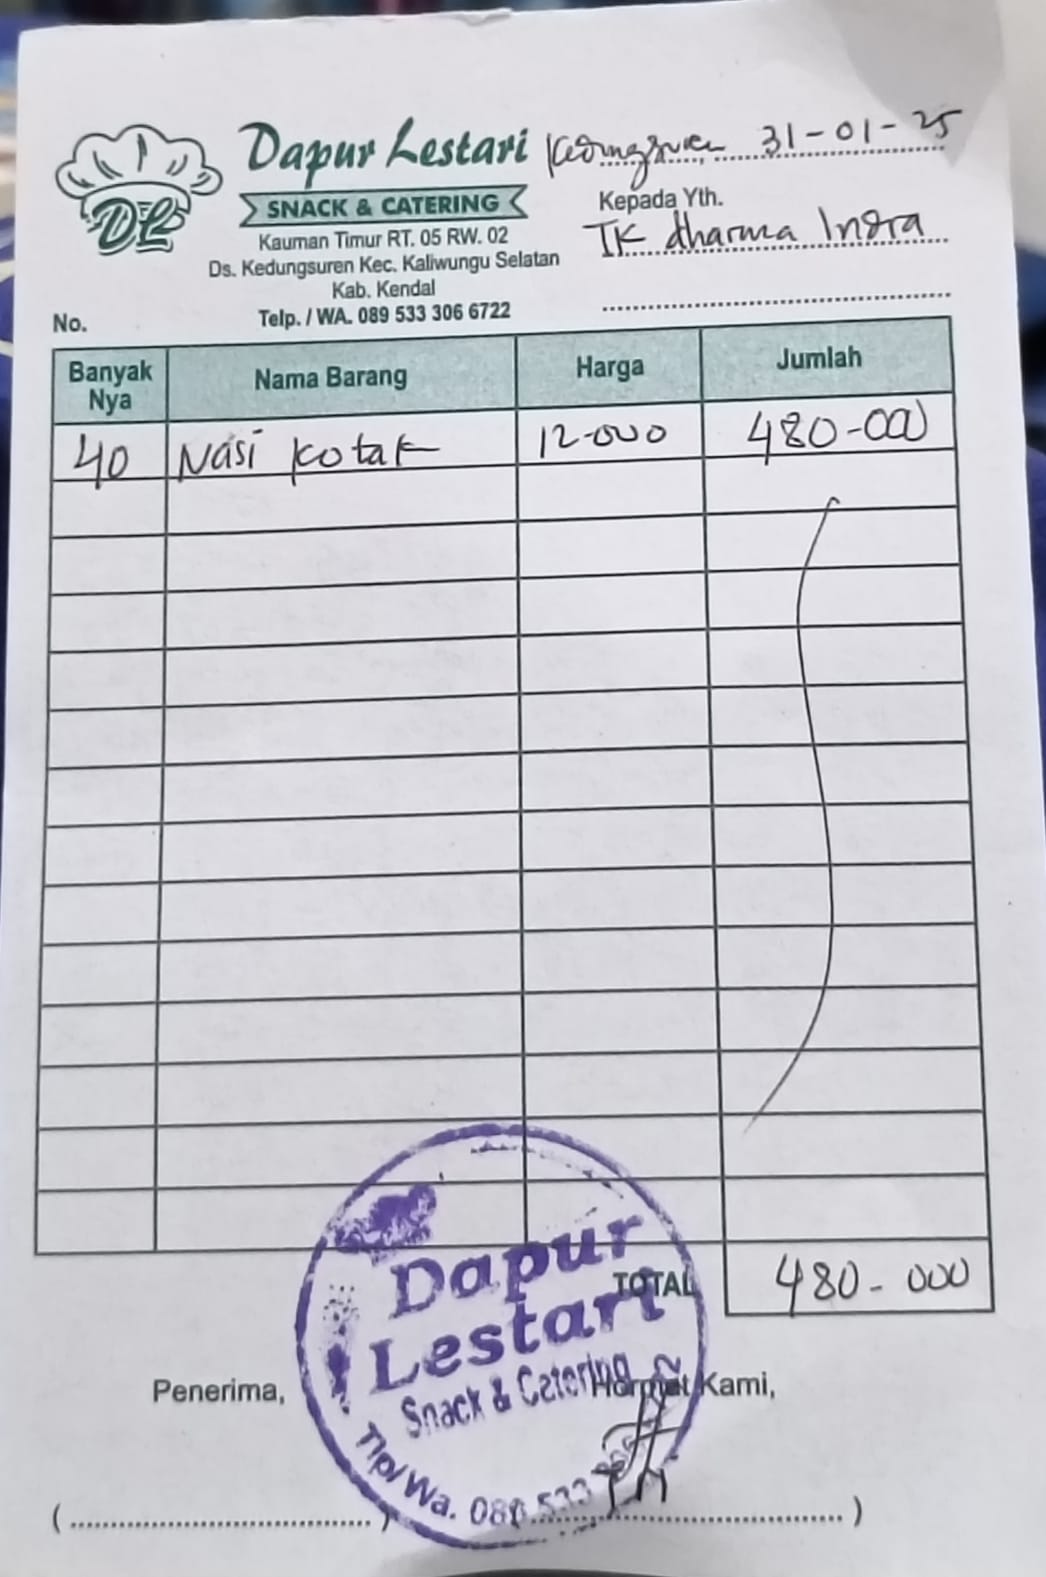 Dapur Lestari
DL
SNACK & CATERING
Kauman Timur RT. 05 RW. 02
Ds. Kedungsuren Kec. Kaliwungu Selatan
Kab. Kendal
Telp. / WA. 089 533 306 6722
Kedungsuren, 31-01-25
Kepada Yth.
TK dharma Indra
No.
Banyak Nya Nama Barang Harga Jumlah
40 Nasi kotak 12-000 480-000
TOTAL 480-000
Dapur
Lestari
Snack & Catering
Tlp/Wa. 089 533
Penerima, Hormat Kami,
(..............................) (..............................)